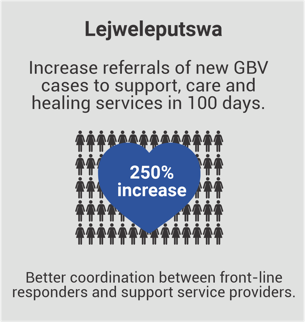 Lejweleputswa
Increase referrals of new GBV
cases to support, care and
healing services in 100 days.
250%
increase
Better coordination between front-line
responders and support service providers.